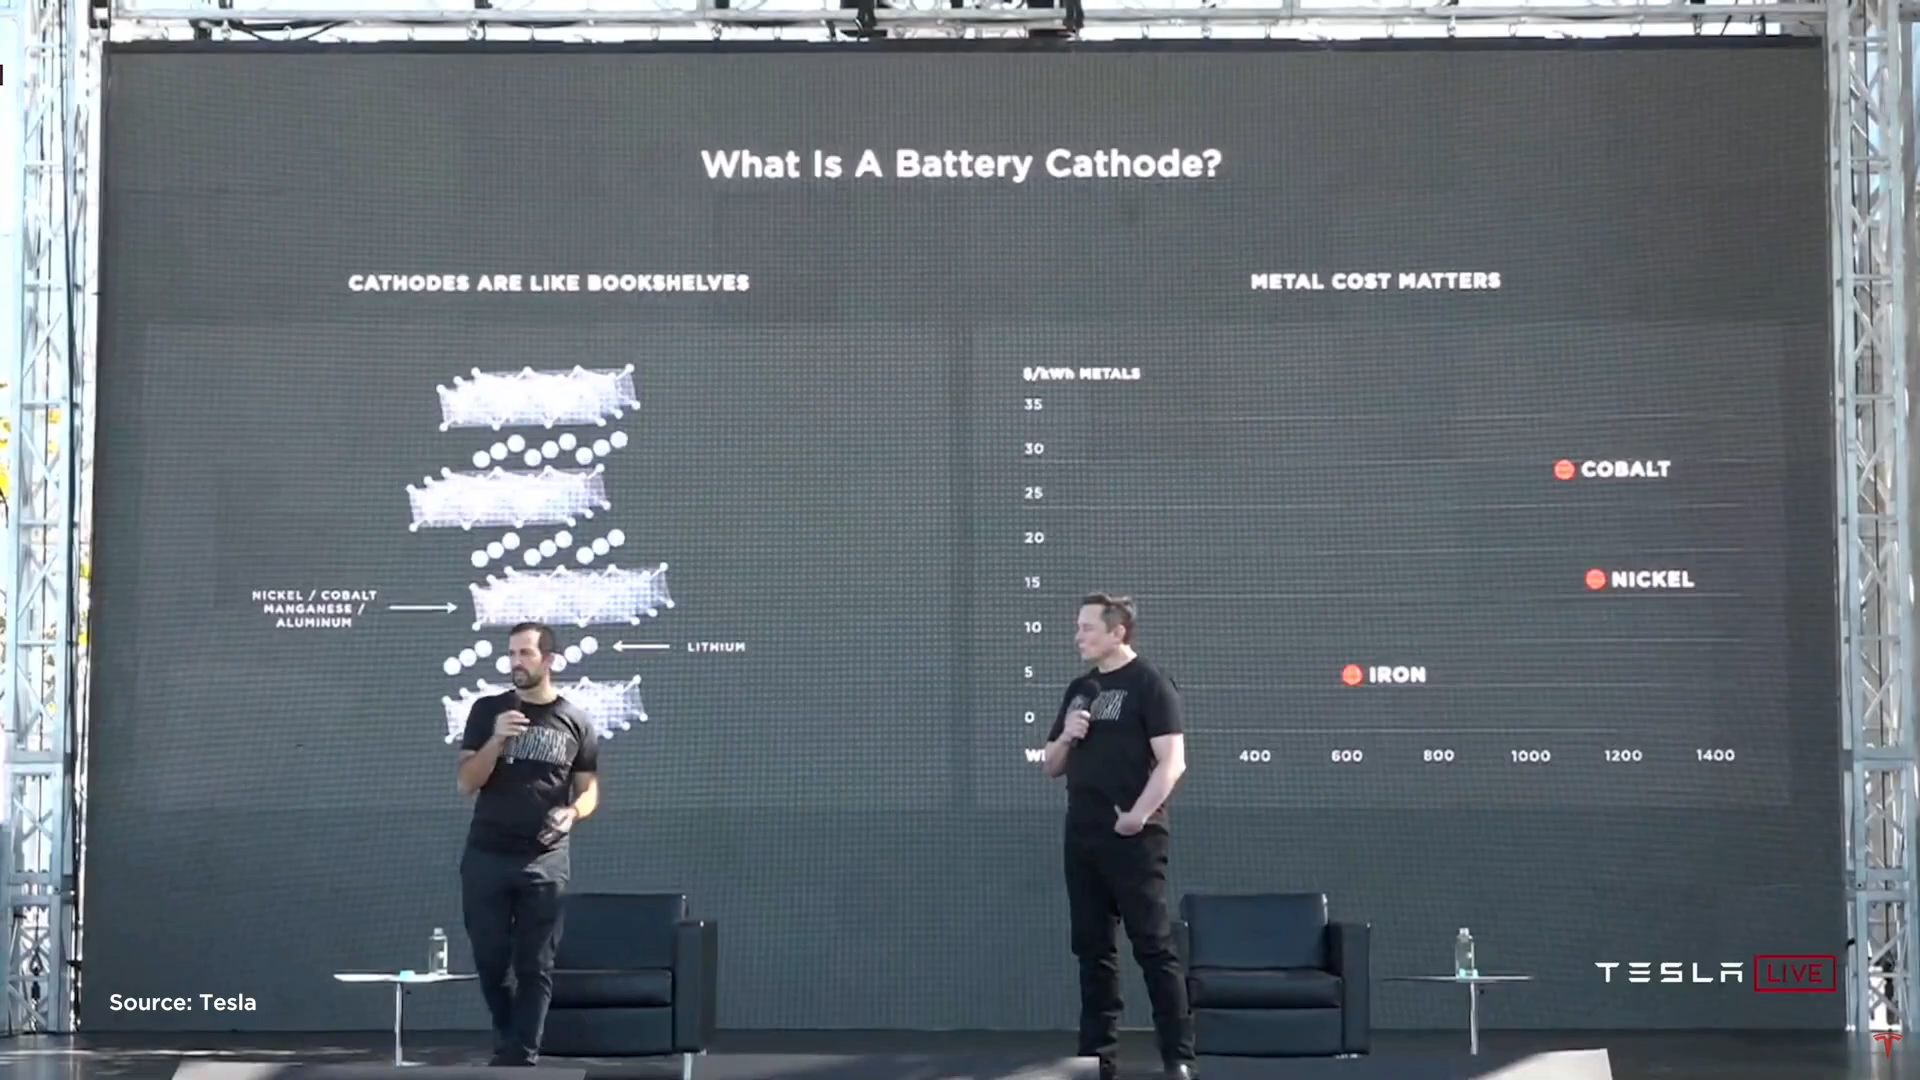 What Is A Battery Cathode?
CATHODES ARE LIKE BOOKSHELVES
NICKEL / COBALT
MANGANESE /
ALUMINUM
LITHIUM
METAL COST MATTERS
$/kWh METALS
35
30
25
20
15
10
5
0
COBALT
NICKEL
IRON
400 600 800 1000 1200 1400
TESLA LIVE
Source: Tesla